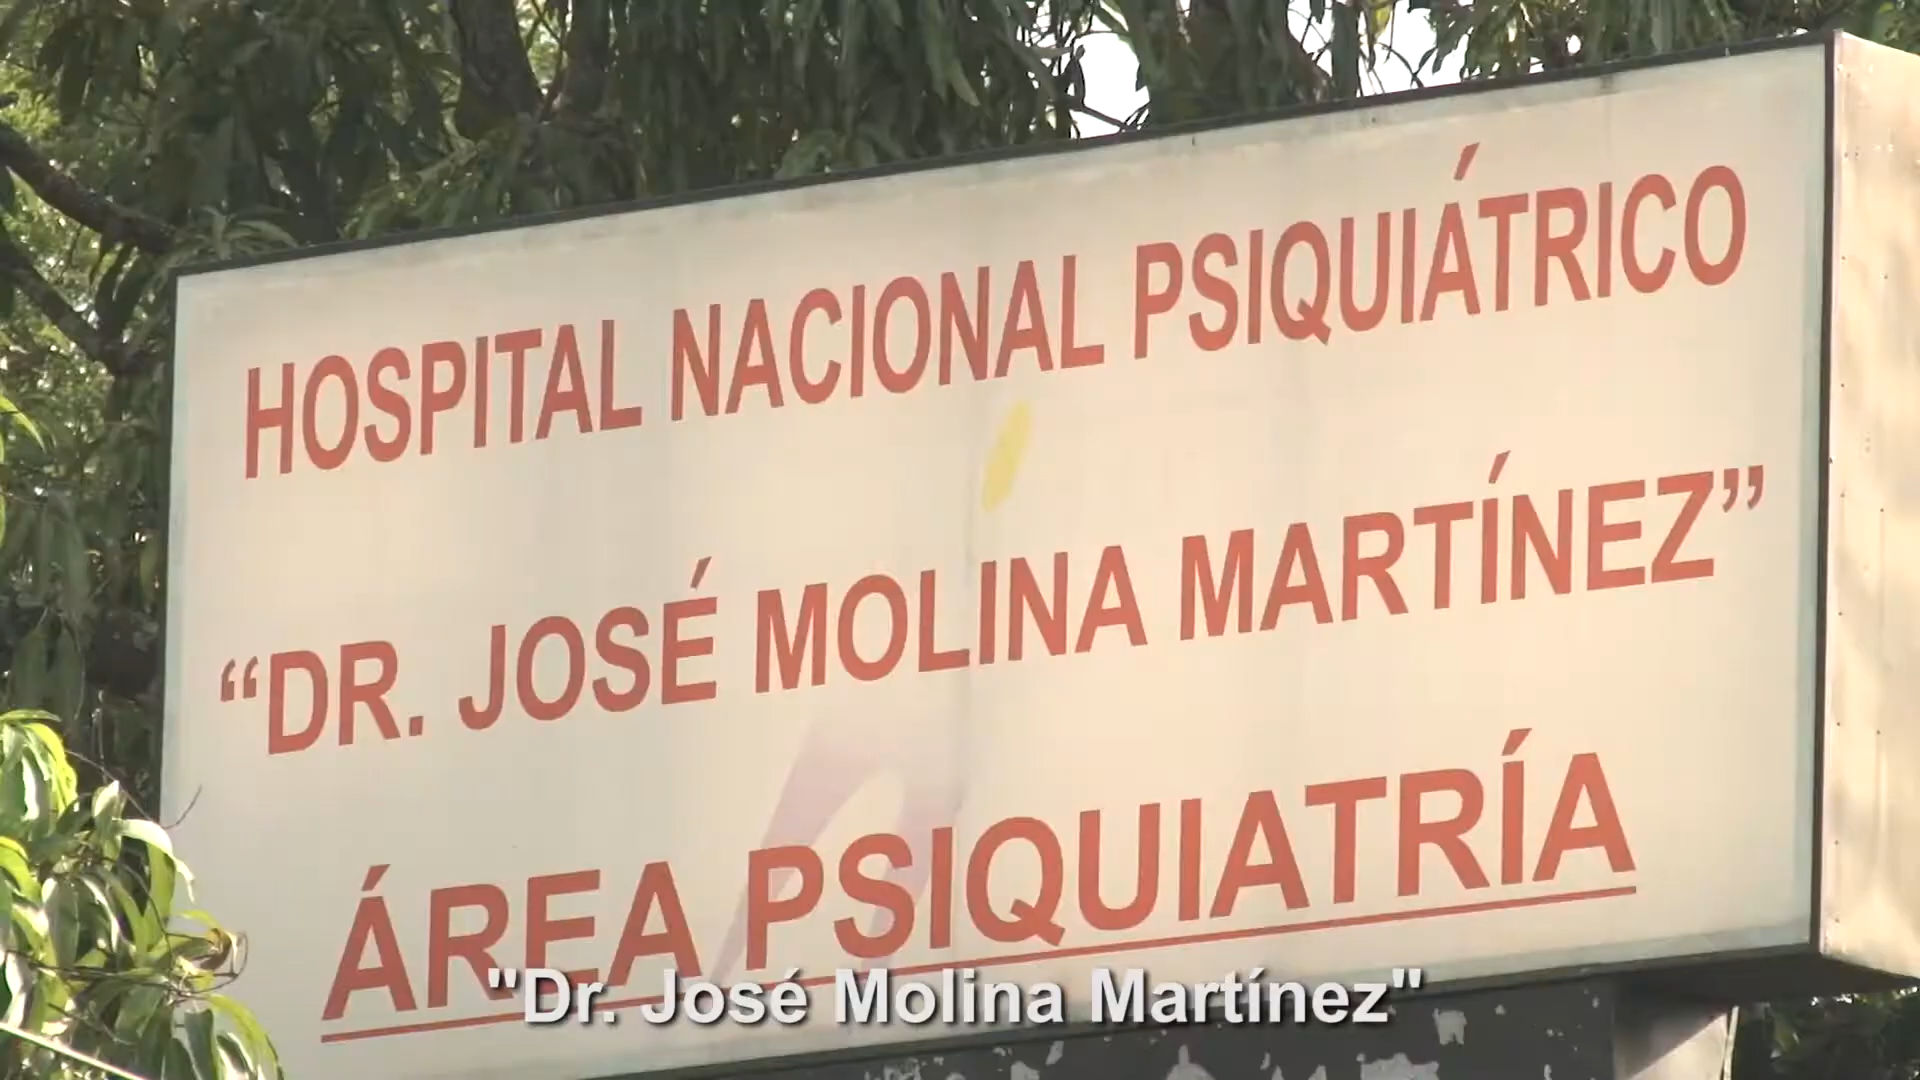 HOSPITAL NACIONAL PSIQUIÁTRICO
“DR. JOSÉ MOLINA MARTÍNEZ”
ÁREA PSIQUIATRÍA
"Dr. José Molina Martínez"